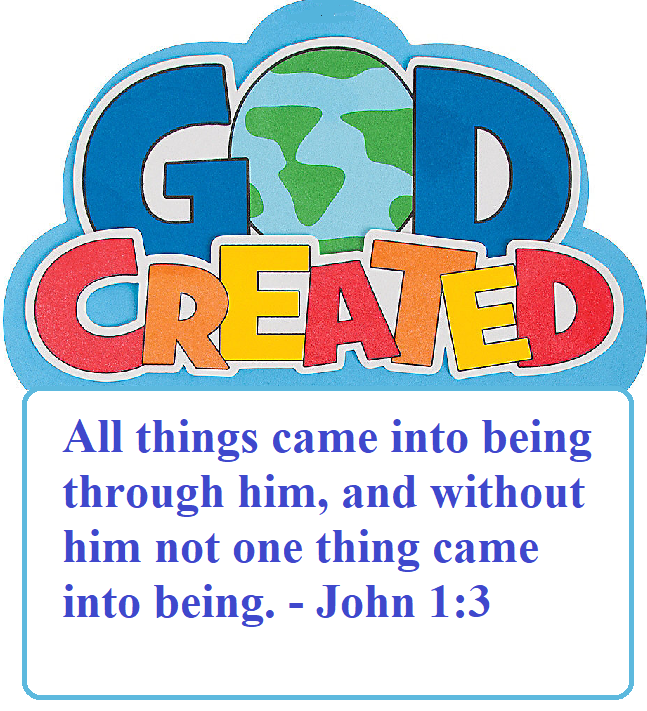 GOD
CREATED
All things came into being
through him, and without
him not one thing came
into being. - John 1:3